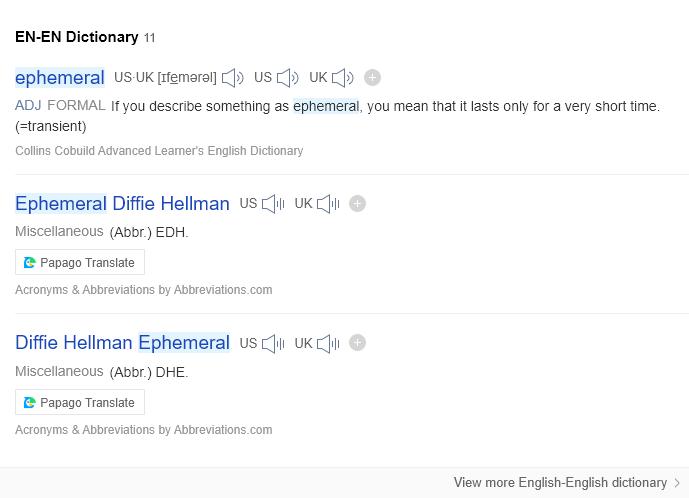 EN-EN Dictionary 11
ephemeral US·UK [ɪfemərəl] US UK
ADJ FORMAL If you describe something as ephemeral, you mean that it lasts only for a very short time.
(=transient)
Collins Cobuild Advanced Learner's English Dictionary
Ephemeral Diffie Hellman US UK
Miscellaneous (Abbr.) EDH.
Papago Translate
Acronyms & Abbreviations by Abbreviations.com
Diffie Hellman Ephemeral US UK
Miscellaneous (Abbr.) DHE.
Papago Translate
Acronyms & Abbreviations by Abbreviations.com
View more English-English dictionary